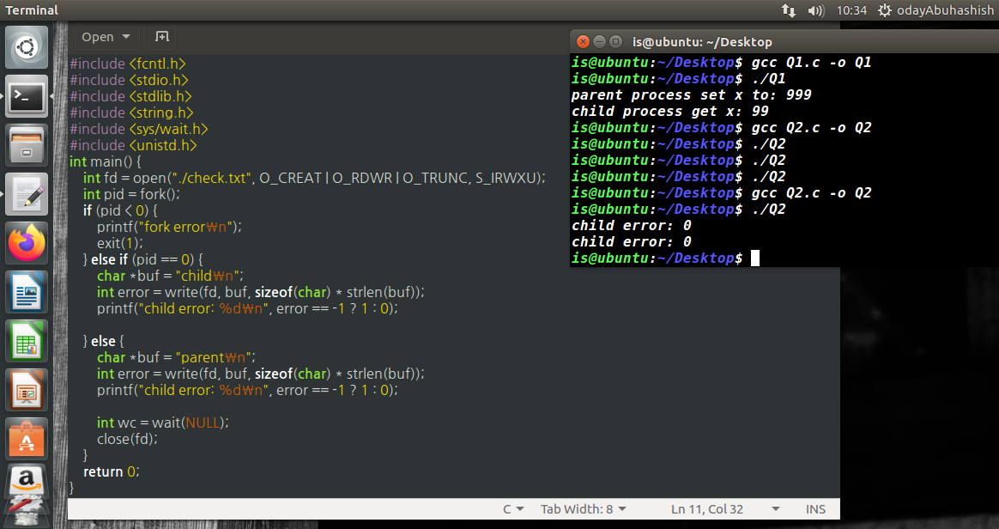 Terminal
10:34 odayAbuhashish
Open
#include <fcntl.h>
#include <stdio.h>
#include <stdlib.h>
#include <string.h>
#include <sys/wait.h>
#include <unistd.h>
int main() {
int fd = open("./check.txt", O_CREAT | O_RDWR | O_TRUNC, S_IRWXU);
int pid = fork();
if (pid < 0) {
printf("fork error₩n");
exit(1);
} else if (pid == 0) {
char *buf = "child₩n";
int error = write(fd, buf, sizeof(char) * strlen(buf));
printf("child error: %d₩n", error == -1 ? 1 : 0);
} else {
char *buf = "parent₩n";
int error = write(fd, buf, sizeof(char) * strlen(buf));
printf("child error: %d₩n", error == -1 ? 1 : 0);
int wc = wait(NULL);
close(fd);
}
return 0;
}
C Tab Width: 8 Ln 11, Col 32 INS
is@ubuntu: ~/Desktop
is@ubuntu:~/Desktop$ gcc Q1.c -o Q1
is@ubuntu:~/Desktop$ ./Q1
parent process set x to: 999
child process get x: 99
is@ubuntu:~/Desktop$ gcc Q2.c -o Q2
is@ubuntu:~/Desktop$ ./Q2
is@ubuntu:~/Desktop$ ./Q2
is@ubuntu:~/Desktop$ ./Q2
is@ubuntu:~/Desktop$ gcc Q2.c -o Q2
is@ubuntu:~/Desktop$ ./Q2
child error: 0
child error: 0
is@ubuntu:~/Desktop$